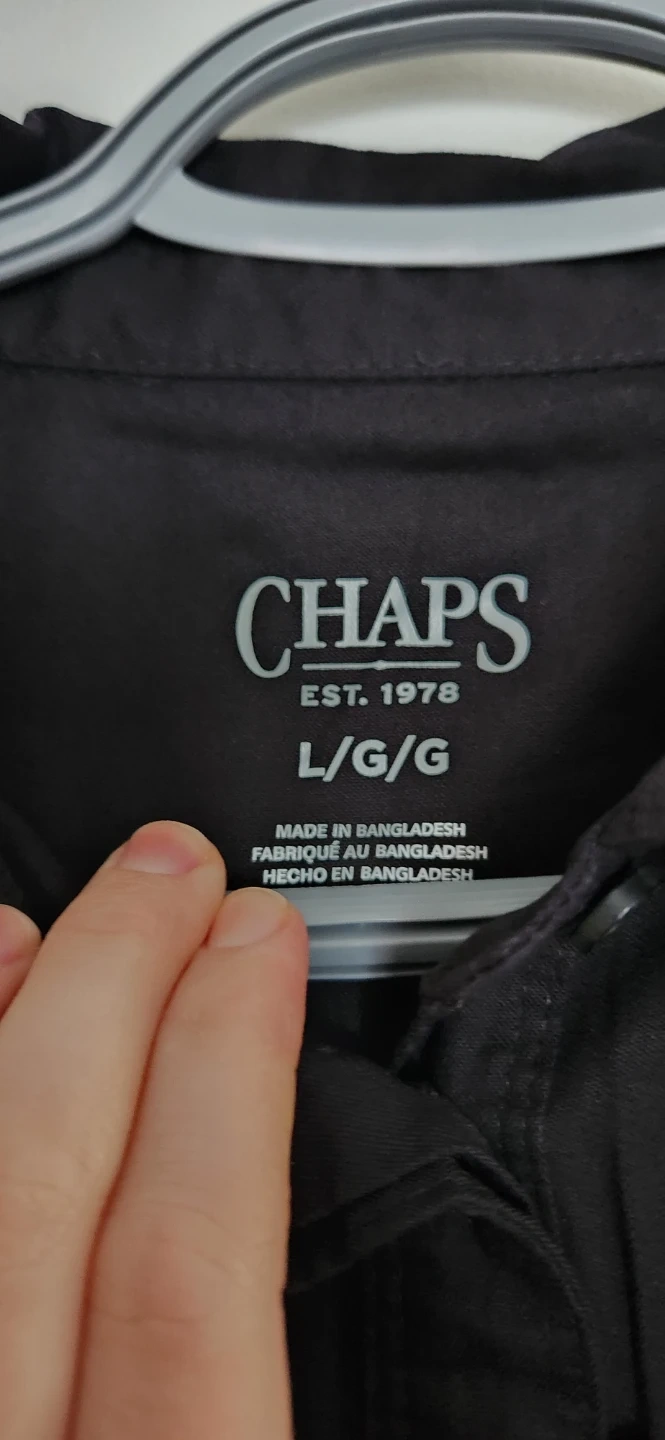 CHAPS
EST. 1978
L/G/G
MADE IN BANGLADESH
FABRIQUÉ AU BANGLADESH
HECHO EN BANGLADESH